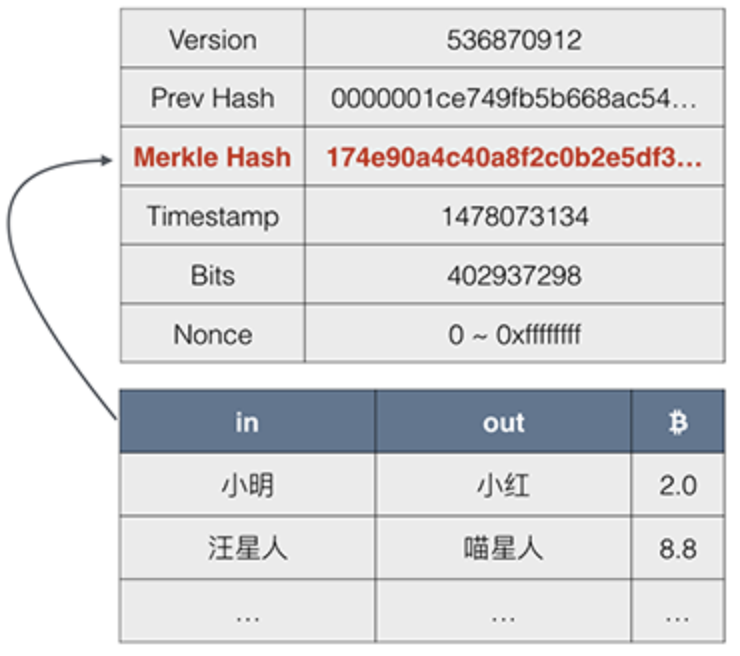 Version 536870912
Prev Hash 0000001ce749fb5b668ac54...
Merkle Hash 174e90a4c40a8f2c0b2e5df3...
Timestamp 1478073134
Bits 402937298
Nonce 0 ~ 0xffffffff
in out ₿
小明 小红 2.0
汪星人 喵星人 8.8
... ... ...